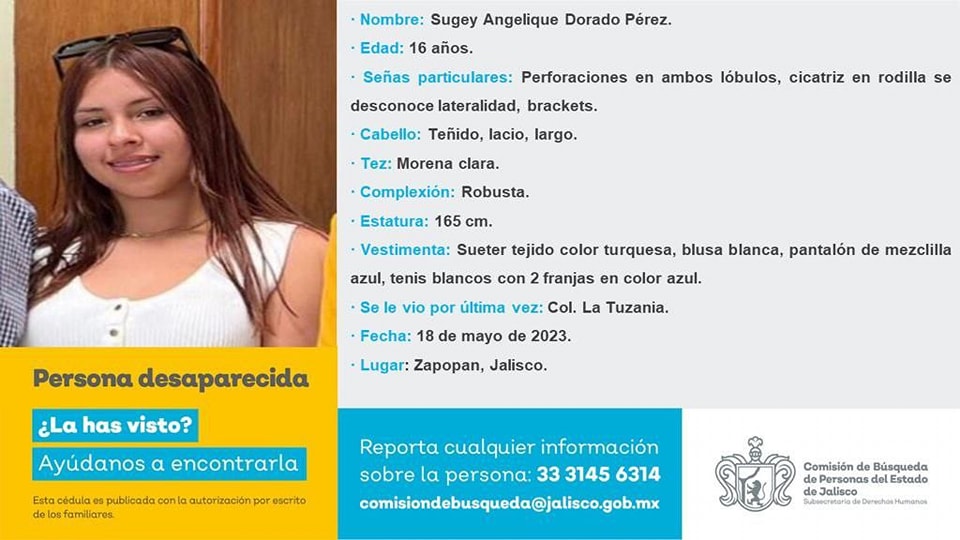 · Nombre: Sugey Angelique Dorado Pérez.
· Edad: 16 años.
· Señas particulares: Perforaciones en ambos lóbulos, cicatriz en rodilla se
desconoce lateralidad, brackets.
· Cabello: Teñido, lacio, largo.
· Tez: Morena clara.
· Complexión: Robusta.
· Estatura: 165 cm.
· Vestimenta: Sueter tejido color turquesa, blusa blanca, pantalón de mezclilla
azul, tenis blancos con 2 franjas en color azul.
· Se le vio por última vez: Col. La Tuzania.
· Fecha: 18 de mayo de 2023.
· Lugar: Zapopan, Jalisco.
Persona desaparecida
¿La has visto?
Ayúdanos a encontrarla
Esta cédula es publicada con la autorización por escrito
de los familiares.
Reporta cualquier información
sobre la persona: 33 3145 6314
comisiondebusqueda@jalisco.gob.mx
Comisión de Búsqueda
de Personas del Estado
de Jalisco
Subsecretaría de Derechos Humanos